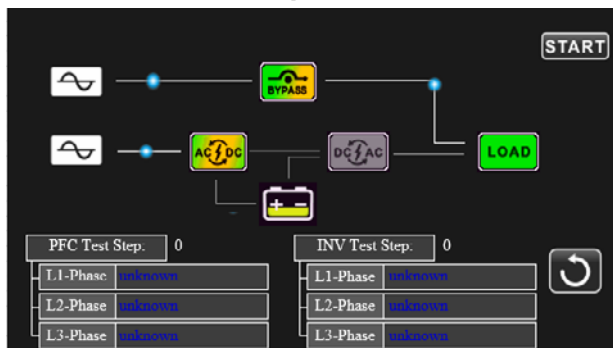 START
BYPASS
AC DC
DC AC
LOAD
PFC Test Step: 0
INV Test Step: 0
L1-Phase unknown
L1-Phase unknown
L2-Phase unknown
L2-Phase unknown
L3-Phase unknown
L3-Phase unknown